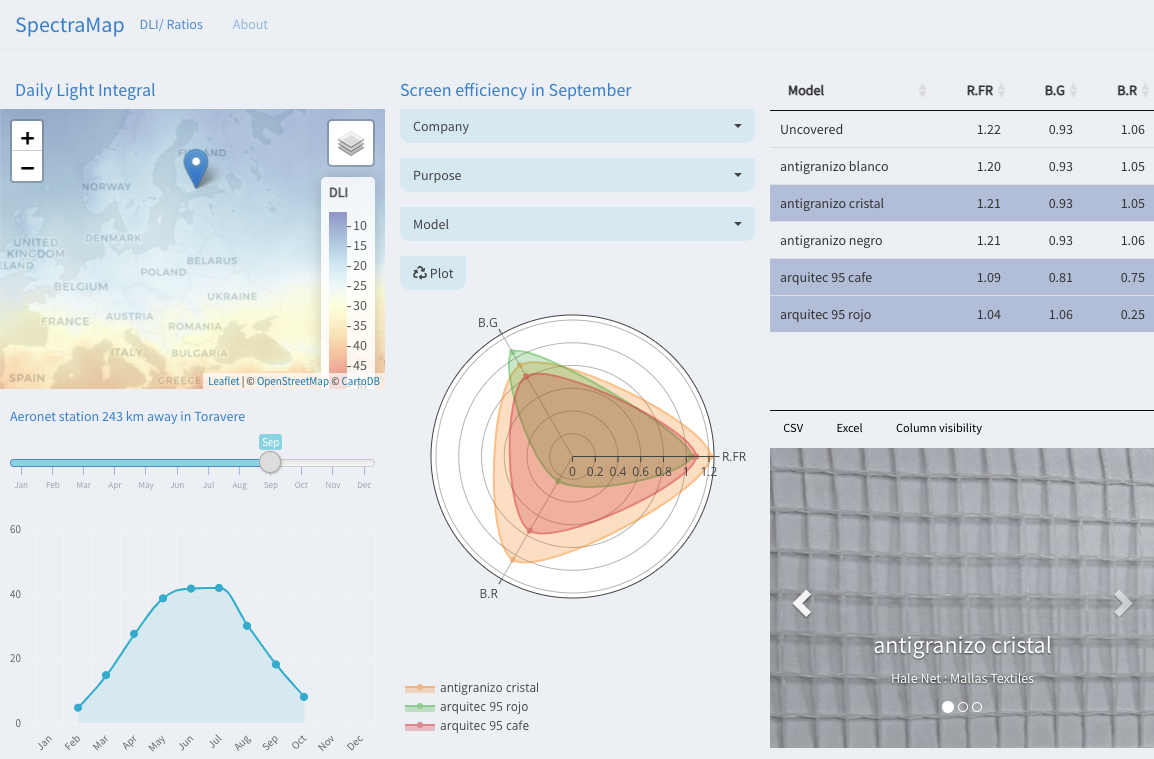 SpectraMap DLI/ Ratios About
Daily Light Integral
+
−
FINLAND
NORWAY
UNITED
KINGDOM
DENMARK
ELAND
BELARUS
POLAND
BELGIUM
UKRAINE
FRANCE
AUSTRIA
ROMANIA
ITALY
BULGARIA
SPAIN
GREECE
DLI
10
15
20
25
30
35
40
45
Leaflet | © OpenStreetMap © CartoDB
Aeronet station 243 km away in Toravere
Sep
Jan Feb Mar Apr May Jun Jul Aug Sep Oct Nov Dec
60
40
20
0
Jan Feb Mar Apr May Jun Jul Aug Sep Oct Nov Dec
Screen efficiency in September
Company
Purpose
Model
Plot
B.G
R.FR
0 0.2 0.4 0.6 0.8 1 1.2
B.R
antigranizo cristal
arquitec 95 rojo
arquitec 95 cafe
Model R.FR B.G B.R
Uncovered 1.22 0.93 1.06
antigranizo blanco 1.20 0.93 1.05
antigranizo cristal 1.21 0.93 1.05
antigranizo negro 1.21 0.93 1.06
arquitec 95 cafe 1.09 0.81 0.75
arquitec 95 rojo 1.04 1.06 0.25
CSV Excel Column visibility
antigranizo cristal
Hale Net : Mallas Textiles